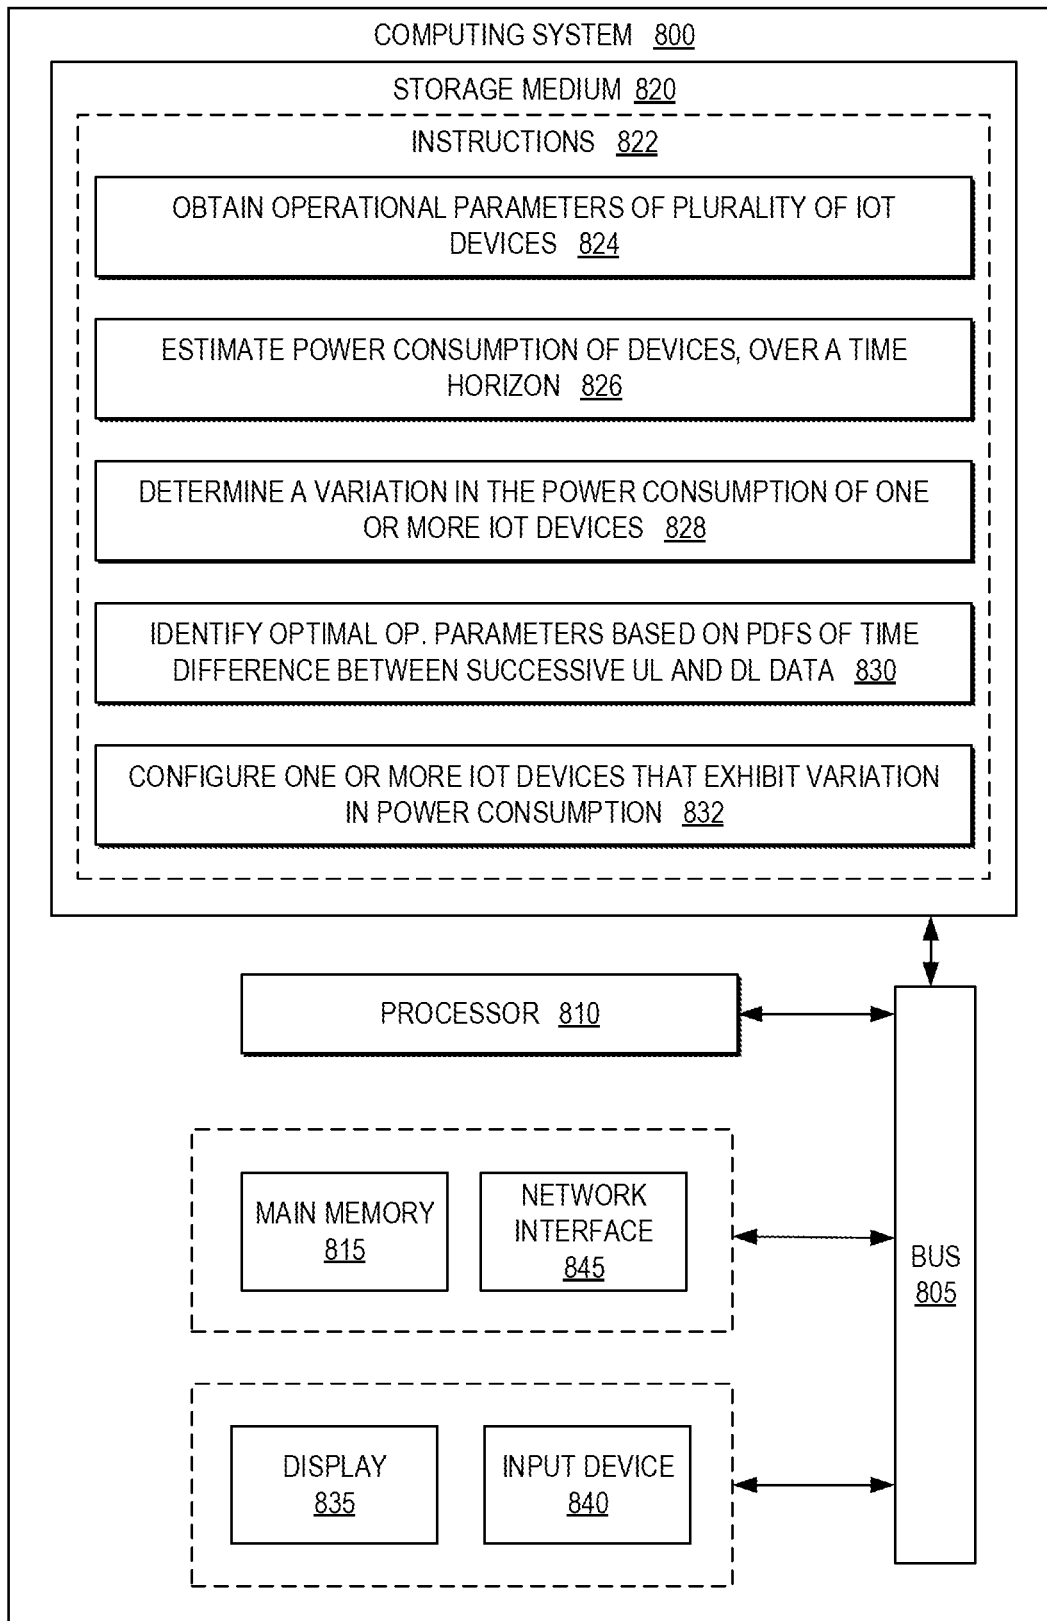 COMPUTING SYSTEM 800
STORAGE MEDIUM 820
INSTRUCTIONS 822
OBTAIN OPERATIONAL PARAMETERS OF PLURALITY OF IOT
DEVICES 824
ESTIMATE POWER CONSUMPTION OF DEVICES, OVER A TIME
HORIZON 826
DETERMINE A VARIATION IN THE POWER CONSUMPTION OF ONE
OR MORE IOT DEVICES 828
IDENTIFY OPTIMAL OP. PARAMETERS BASED ON PDFS OF TIME
DIFFERENCE BETWEEN SUCCESSIVE UL AND DL DATA 830
CONFIGURE ONE OR MORE IOT DEVICES THAT EXHIBIT VARIATION
IN POWER CONSUMPTION 832
PROCESSOR 810
MAIN MEMORY
815
NETWORK
INTERFACE
845
BUS
805
DISPLAY
835
INPUT DEVICE
840